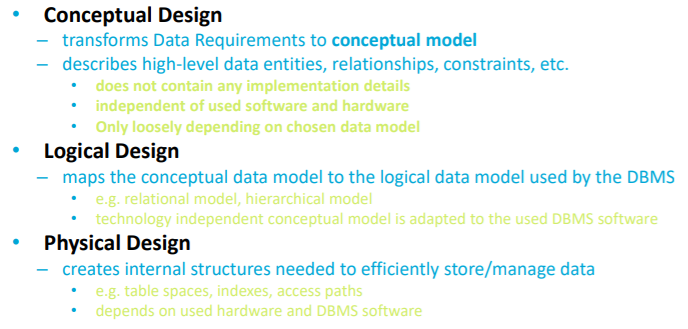 • Conceptual Design
– transforms Data Requirements to conceptual model
– describes high-level data entities, relationships, constraints, etc.
• does not contain any implementation details
• independent of used software and hardware
• Only loosely depending on chosen data model
• Logical Design
– maps the conceptual data model to the logical data model used by the DBMS
• e.g. relational model, hierarchical model
• technology independent conceptual model is adapted to the used DBMS software
• Physical Design
– creates internal structures needed to efficiently store/manage data
• e.g. table spaces, indexes, access paths
• depends on used hardware and DBMS software